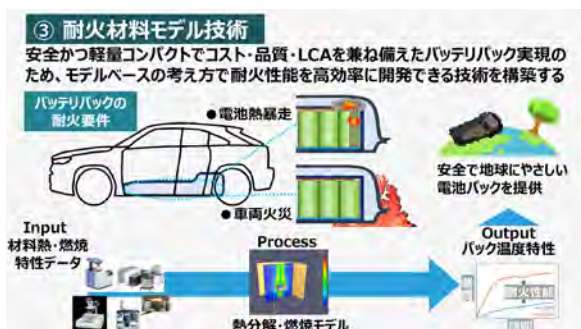 ③ 耐火材料モデル技術
安全かつ軽量コンパクトでコスト・品質・LCAを兼ね備えたバッテリパック実現の
ため、モデルベースの考え方で耐火性能を高効率に開発できる技術を構築する
バッテリパックの
耐火要件
●電池熱暴走
●車両火災
安全で地球にやさしい
電池パックを提供
Input
材料熱・燃焼
特性データ
Process
熱分解・燃焼モデル
Output
パック温度特性
耐火性能